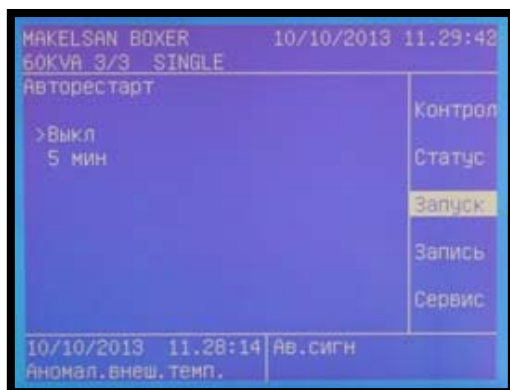 MAKELSAN BOXER 10/10/2013 11.29:42
60KVA 3/3 SINGLE
Авторестарт
>Выкл
5 мин
Контрол
Статус
Запуск
Запись
Сервис
10/10/2013 11.28:14 Ав.сигн
Аномал.внеш.темп.